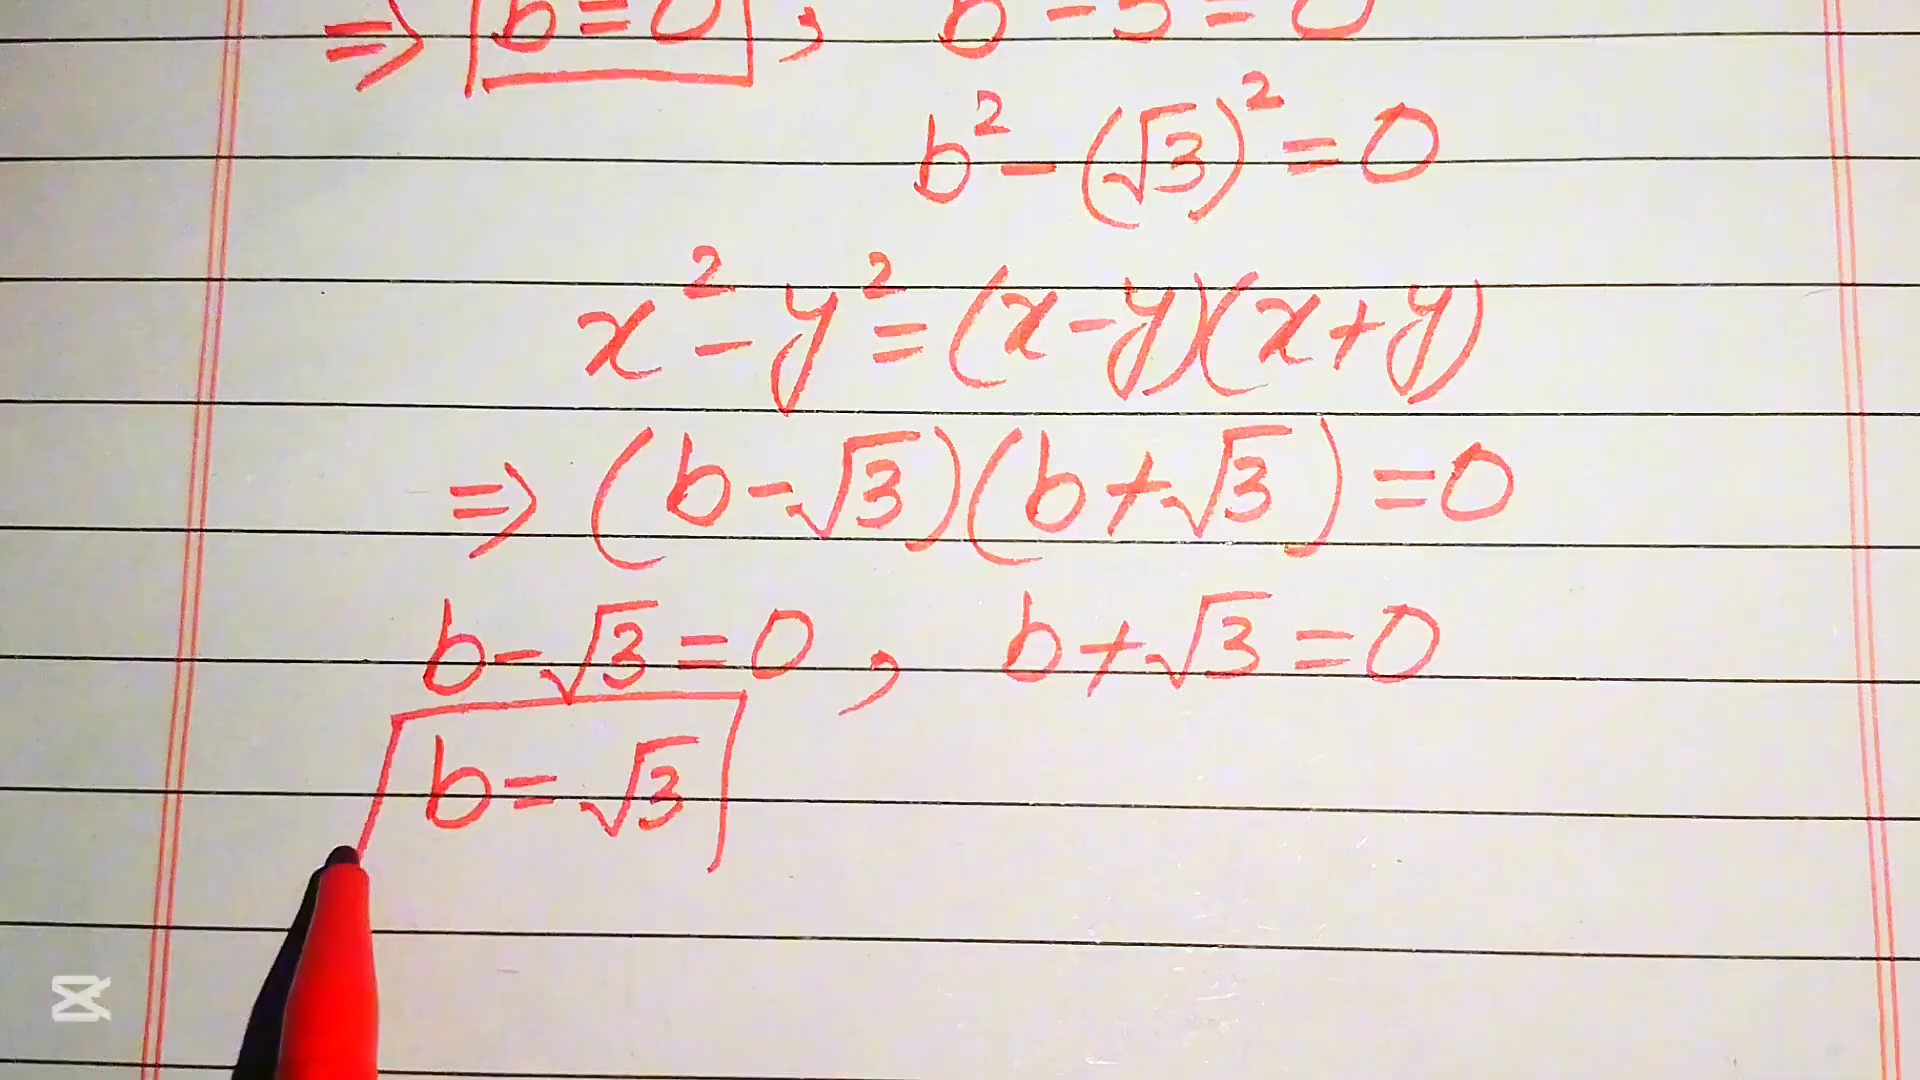 ⇒ b=0, b²-3=0
b²-(√3)²=0
x²-y²=(x-y)(x+y)
⇒ (b-√3)(b+√3)=0
b-√3=0, b+√3=0
b=√3